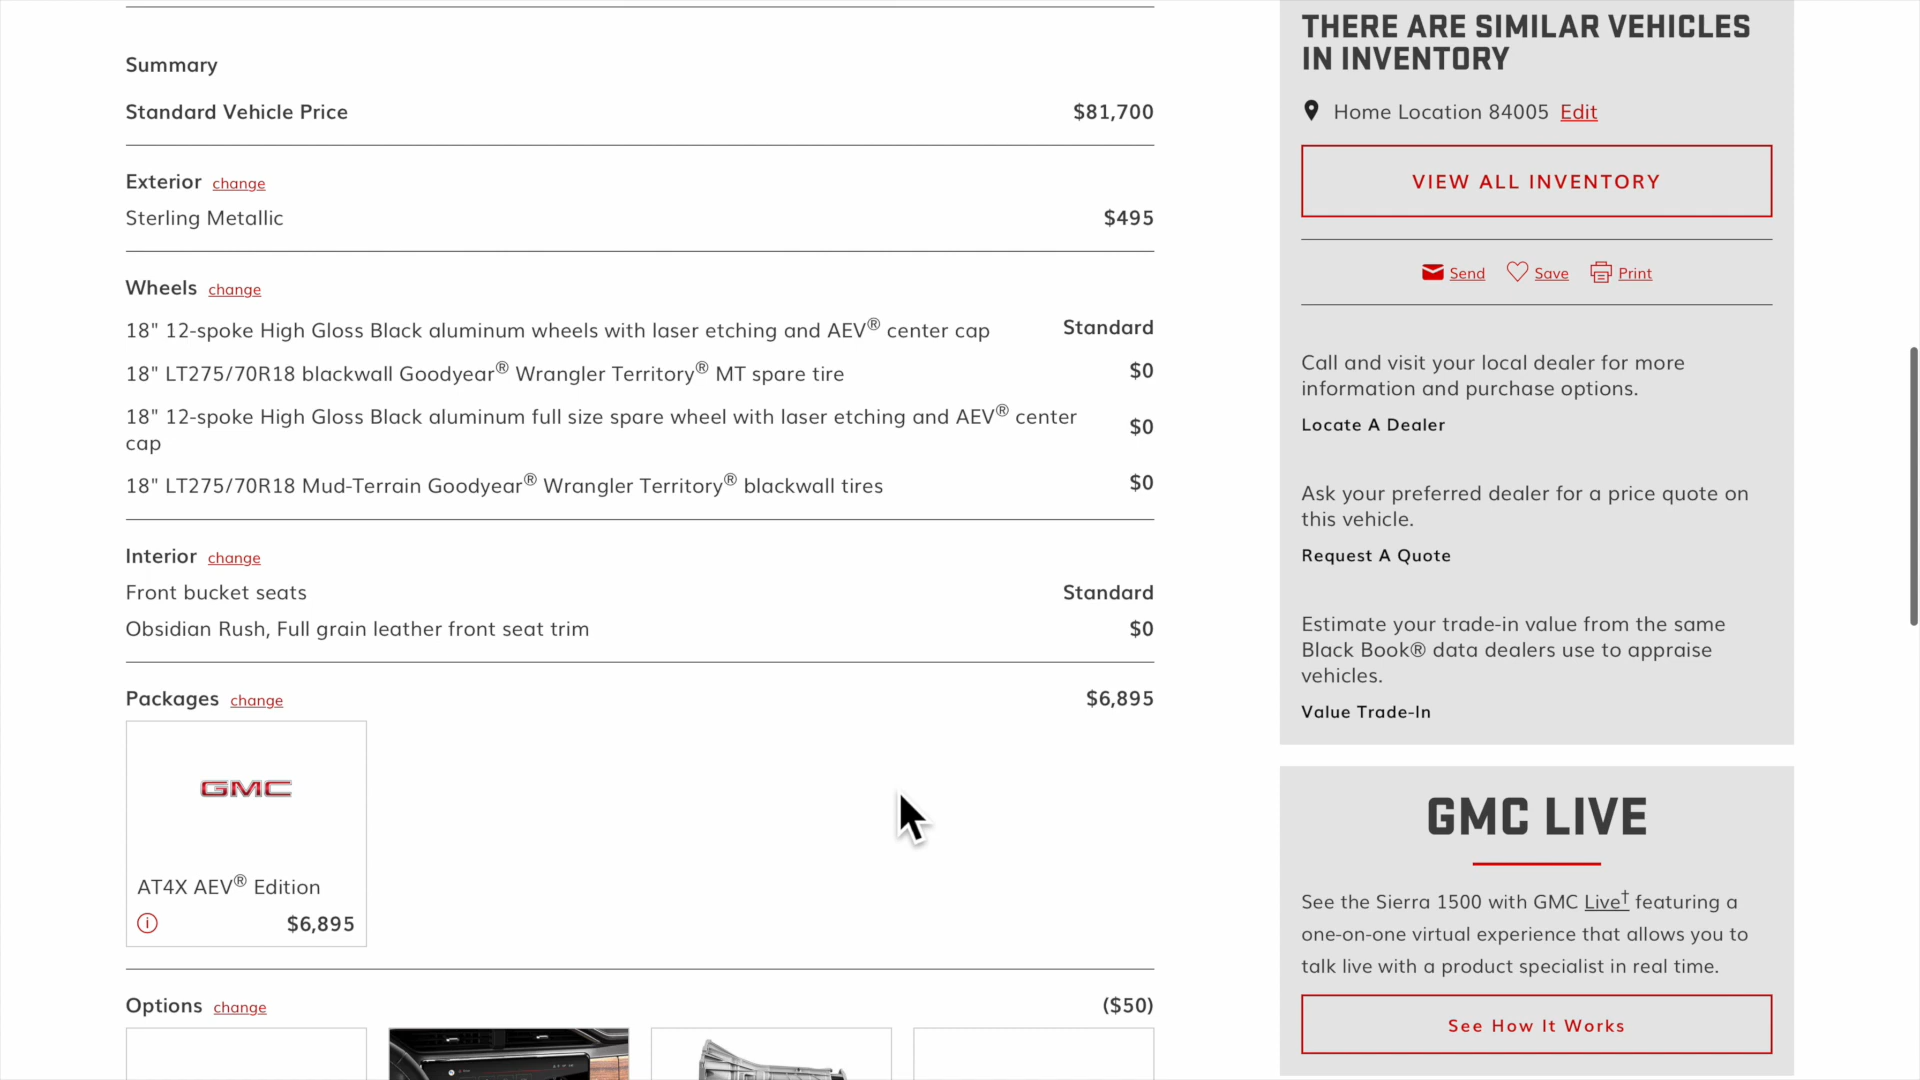 Summary
Standard Vehicle Price $81,700
Exterior change
Sterling Metallic $495
Wheels change
18" 12-spoke High Gloss Black aluminum wheels with laser etching and AEV® center cap Standard
18" LT275/70R18 blackwall Goodyear® Wrangler Territory® MT spare tire $0
18" 12-spoke High Gloss Black aluminum full size spare wheel with laser etching and AEV® center
cap $0
18" LT275/70R18 Mud-Terrain Goodyear® Wrangler Territory® blackwall tires $0
Interior change
Front bucket seats Standard
Obsidian Rush, Full grain leather front seat trim $0
Packages change $6,895
GMC
AT4X AEV® Edition
$6,895
Options change ($50)
THERE ARE SIMILAR VEHICLES
IN INVENTORY
Home Location 84005 Edit
VIEW ALL INVENTORY
Send Save Print
Call and visit your local dealer for more
information and purchase options.
Locate A Dealer
Ask your preferred dealer for a price quote on
this vehicle.
Request A Quote
Estimate your trade-in value from the same
Black Book® data dealers use to appraise
vehicles.
Value Trade-In
GMC LIVE
See the Sierra 1500 with GMC Live† featuring a
one-on-one virtual experience that allows you to
talk live with a product specialist in real time.
See How It Works